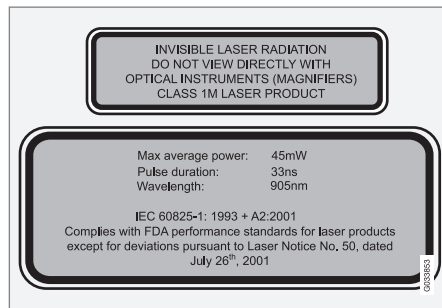 INVISIBLE LASER RADIATION
DO NOT VIEW DIRECTLY WITH
OPTICAL INSTRUMENTS (MAGNIFIERS)
CLASS 1M LASER PRODUCT
Max average power: 45mW
Pulse duration: 33ns
Wavelength: 905nm
IEC 60825-1: 1993 + A2:2001
Complies with FDA performance standards for laser products
except for deviations pursuant to Laser Notice No. 50, dated
July 26th, 2001
G033853